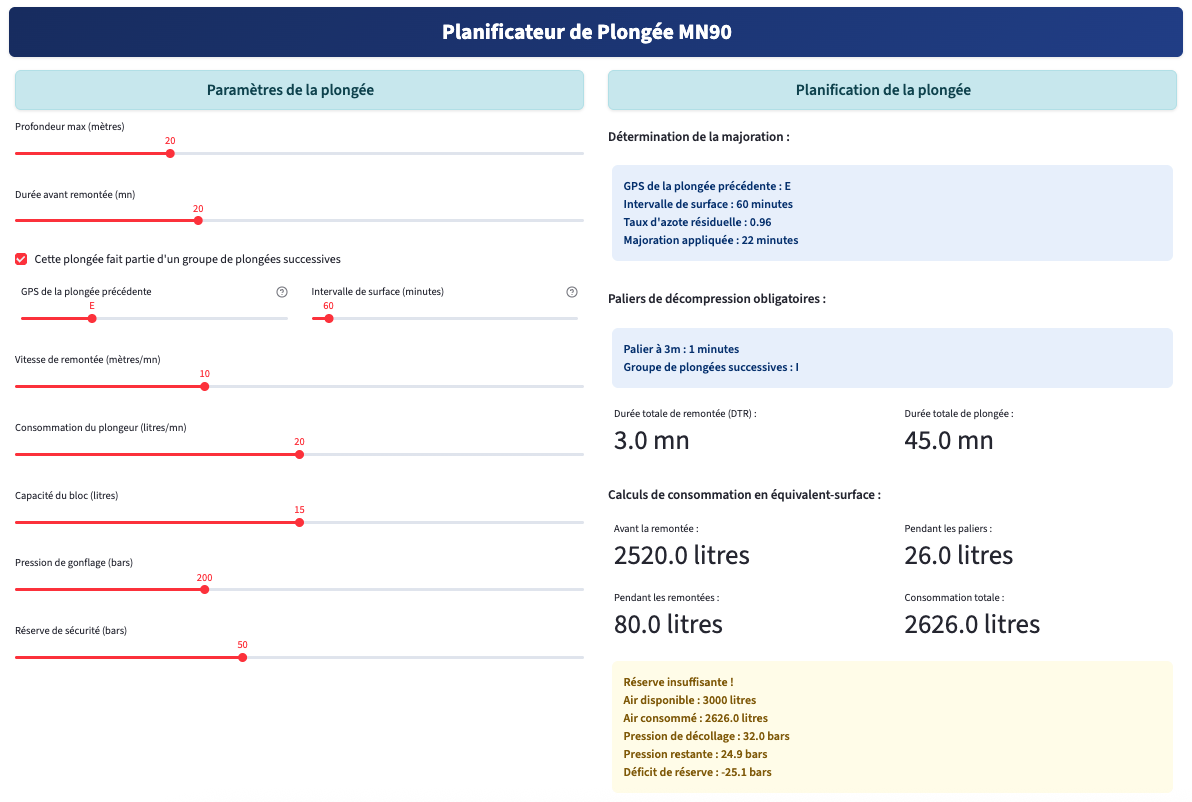 Planificateur de Plongée MN90
Paramètres de la plongée
Profondeur max (mètres)
20
Durée avant remontée (mn)
20
Cette plongée fait partie d'un groupe de plongées successives
GPS de la plongée précédente
E
Intervalle de surface (minutes)
60
Vitesse de remontée (mètres/mn)
10
Consommation du plongeur (litres/mn)
20
Capacité du bloc (litres)
15
Pression de gonflage (bars)
200
Réserve de sécurité (bars)
50
Planification de la plongée
Détermination de la majoration :
GPS de la plongée précédente : E
Intervalle de surface : 60 minutes
Taux d'azote résiduelle : 0.96
Majoration appliquée : 22 minutes
Paliers de décompression obligatoires :
Palier à 3m : 1 minutes
Groupe de plongées successives : I
Durée totale de remontée (DTR) :
3.0 mn
Durée totale de plongée :
45.0 mn
Calculs de consommation en équivalent-surface :
Avant la remontée :
2520.0 litres
Pendant les paliers :
26.0 litres
Pendant les remontées :
80.0 litres
Consommation totale :
2626.0 litres
Réserve insuffisante !
Air disponible : 3000 litres
Air consommé : 2626.0 litres
Pression de décollage : 32.0 bars
Pression restante : 24.9 bars
Déficit de réserve : -25.1 bars